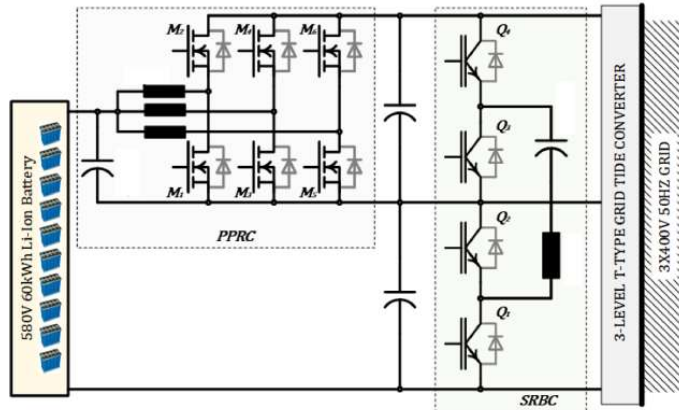 M2
M4
M6
Q4
Q3
M1
M3
M5
PPRC
Q2
Q1
SRBC
580V 60kWh Li-Ion Battery
3-LEVEL T-TYPE GRID TIDE CONVERTER
3X400V 50HZ GRID